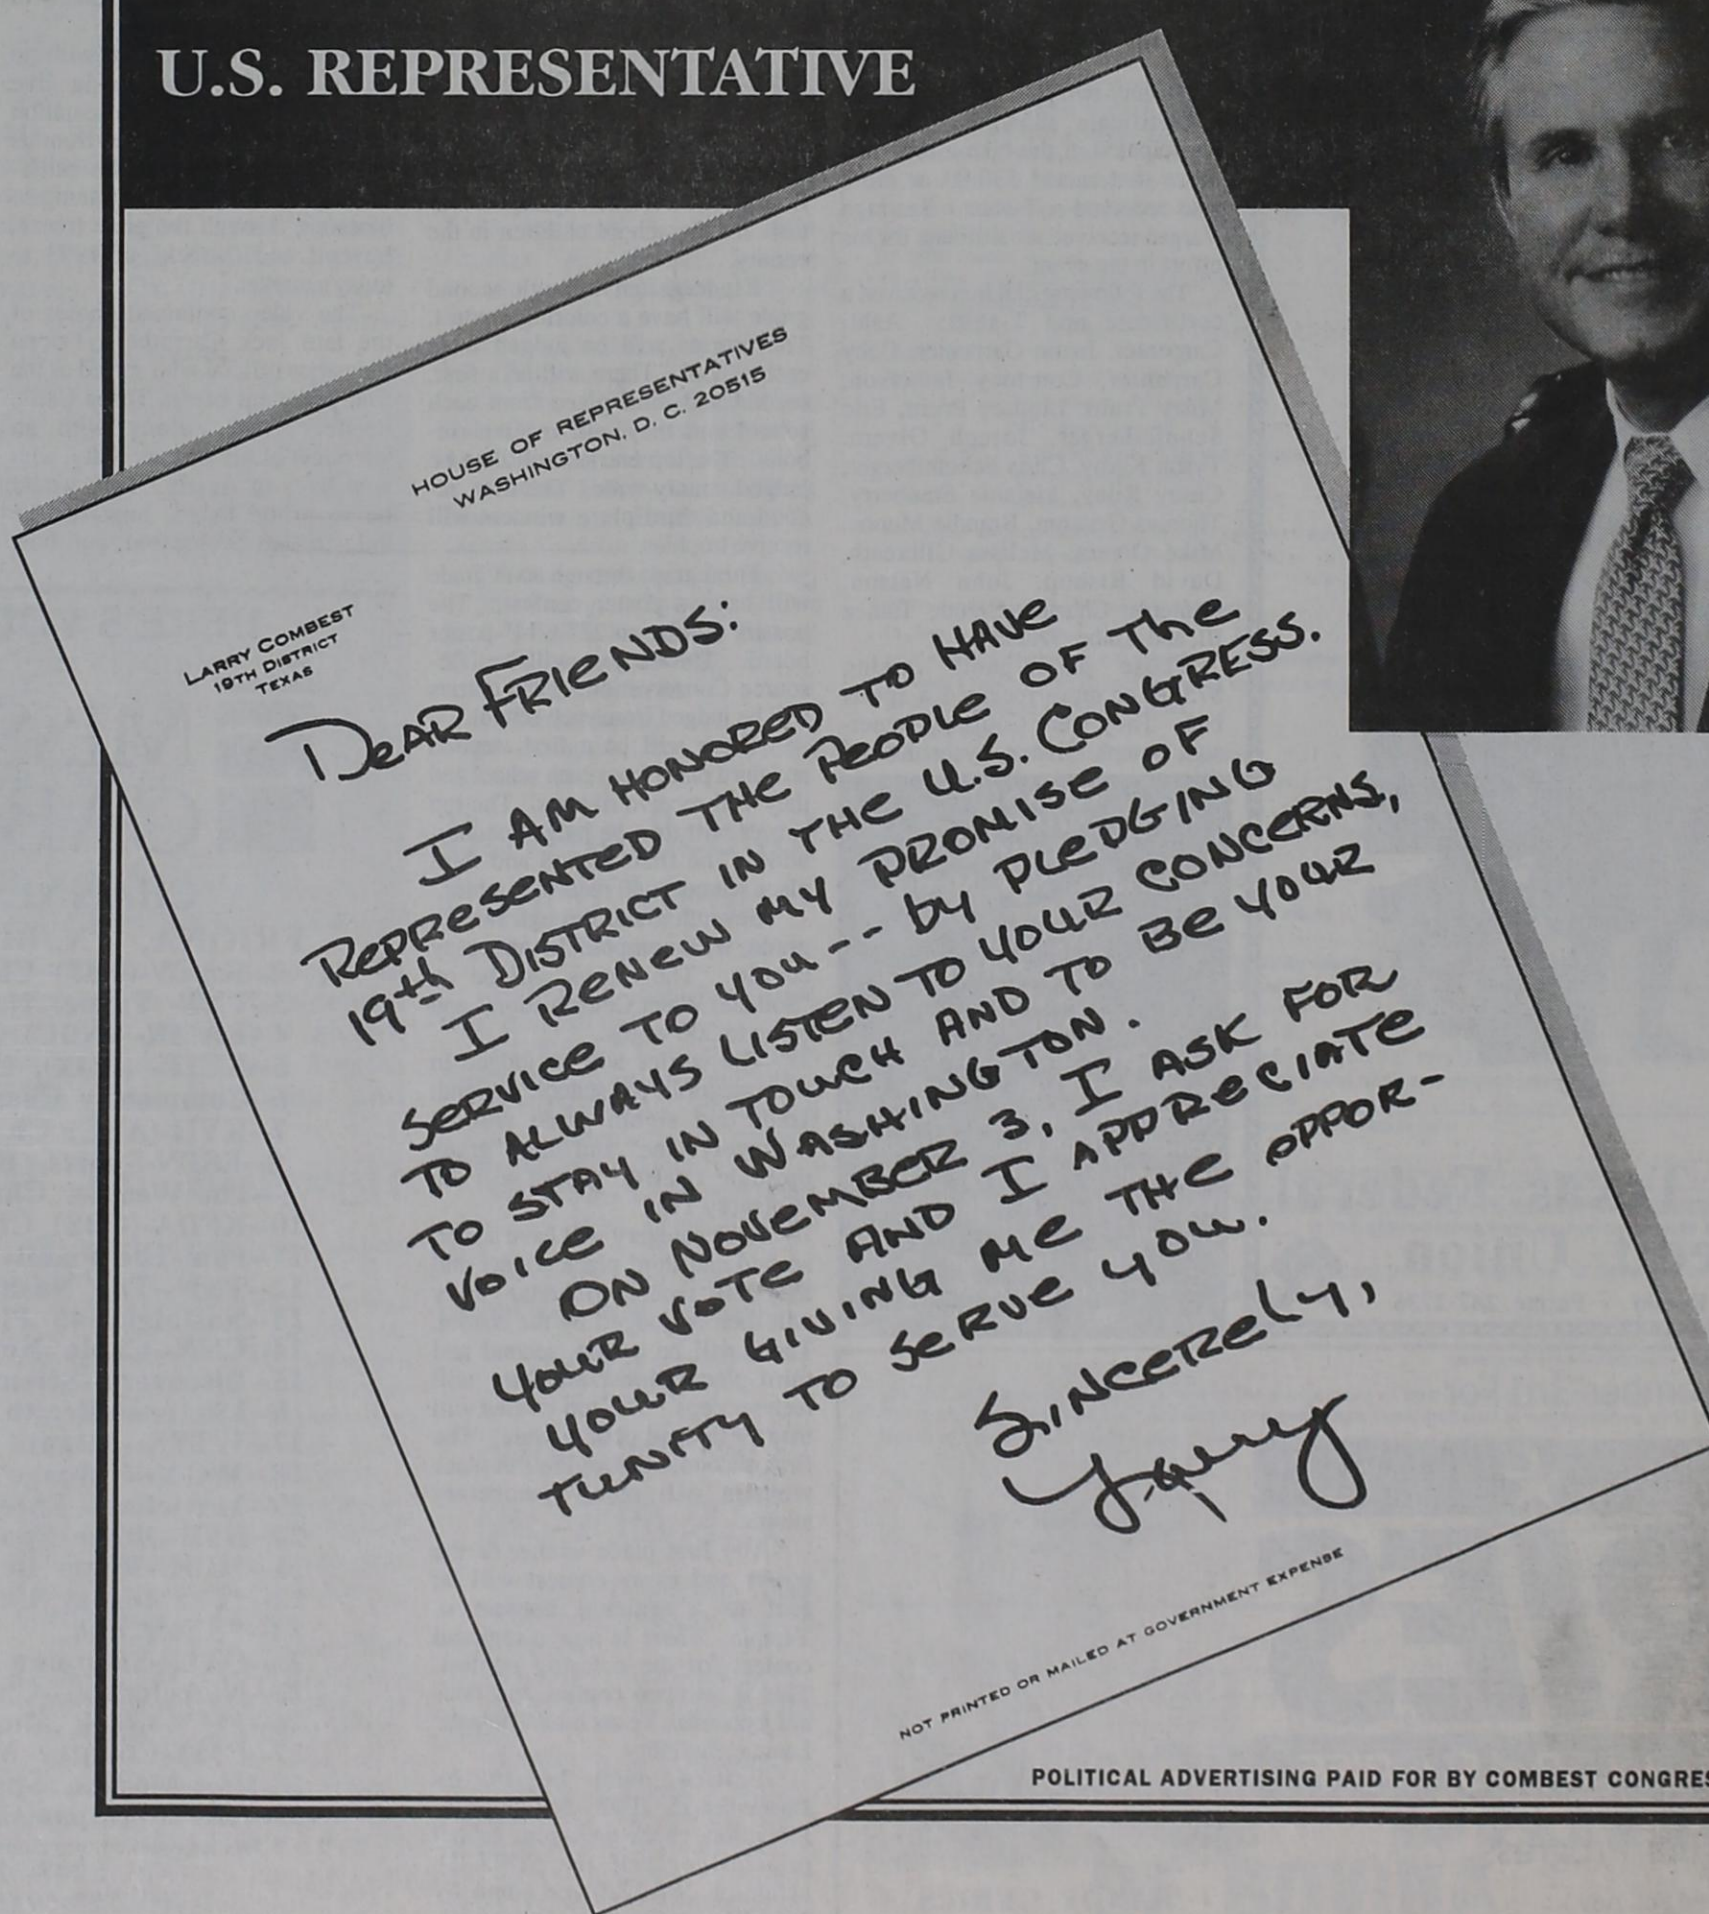 U.S. REPRESENTATIVE
HOUSE OF REPRESENTATIVES
WASHINGTON, D. C. 20515
LARRY COMBEST
19TH DISTRICT
TEXAS
DEAR FRIENDS:
I AM HONORED TO HAVE
REPRESENTED THE PEOPLE OF THE
19th DISTRICT IN THE U.S. CONGRESS.
I RENEW MY PROMISE OF
SERVICE TO YOU -- by PLEDGING
TO ALWAYS LISTEN TO YOUR CONCERNS,
TO STAY IN TOUCH AND TO BE YOUR
VOICE IN WASHINGTON.
ON NOVEMBER 3, I ASK FOR
YOUR VOTE AND I APPRECIATE
YOUR GIVING ME THE OPPOR-
TUNITY TO SERVE YOU.
SINCERELY,
Larry
NOT PRINTED OR MAILED AT GOVERNMENT EXPENSE
POLITICAL ADVERTISING PAID FOR BY COMBEST CONGRES